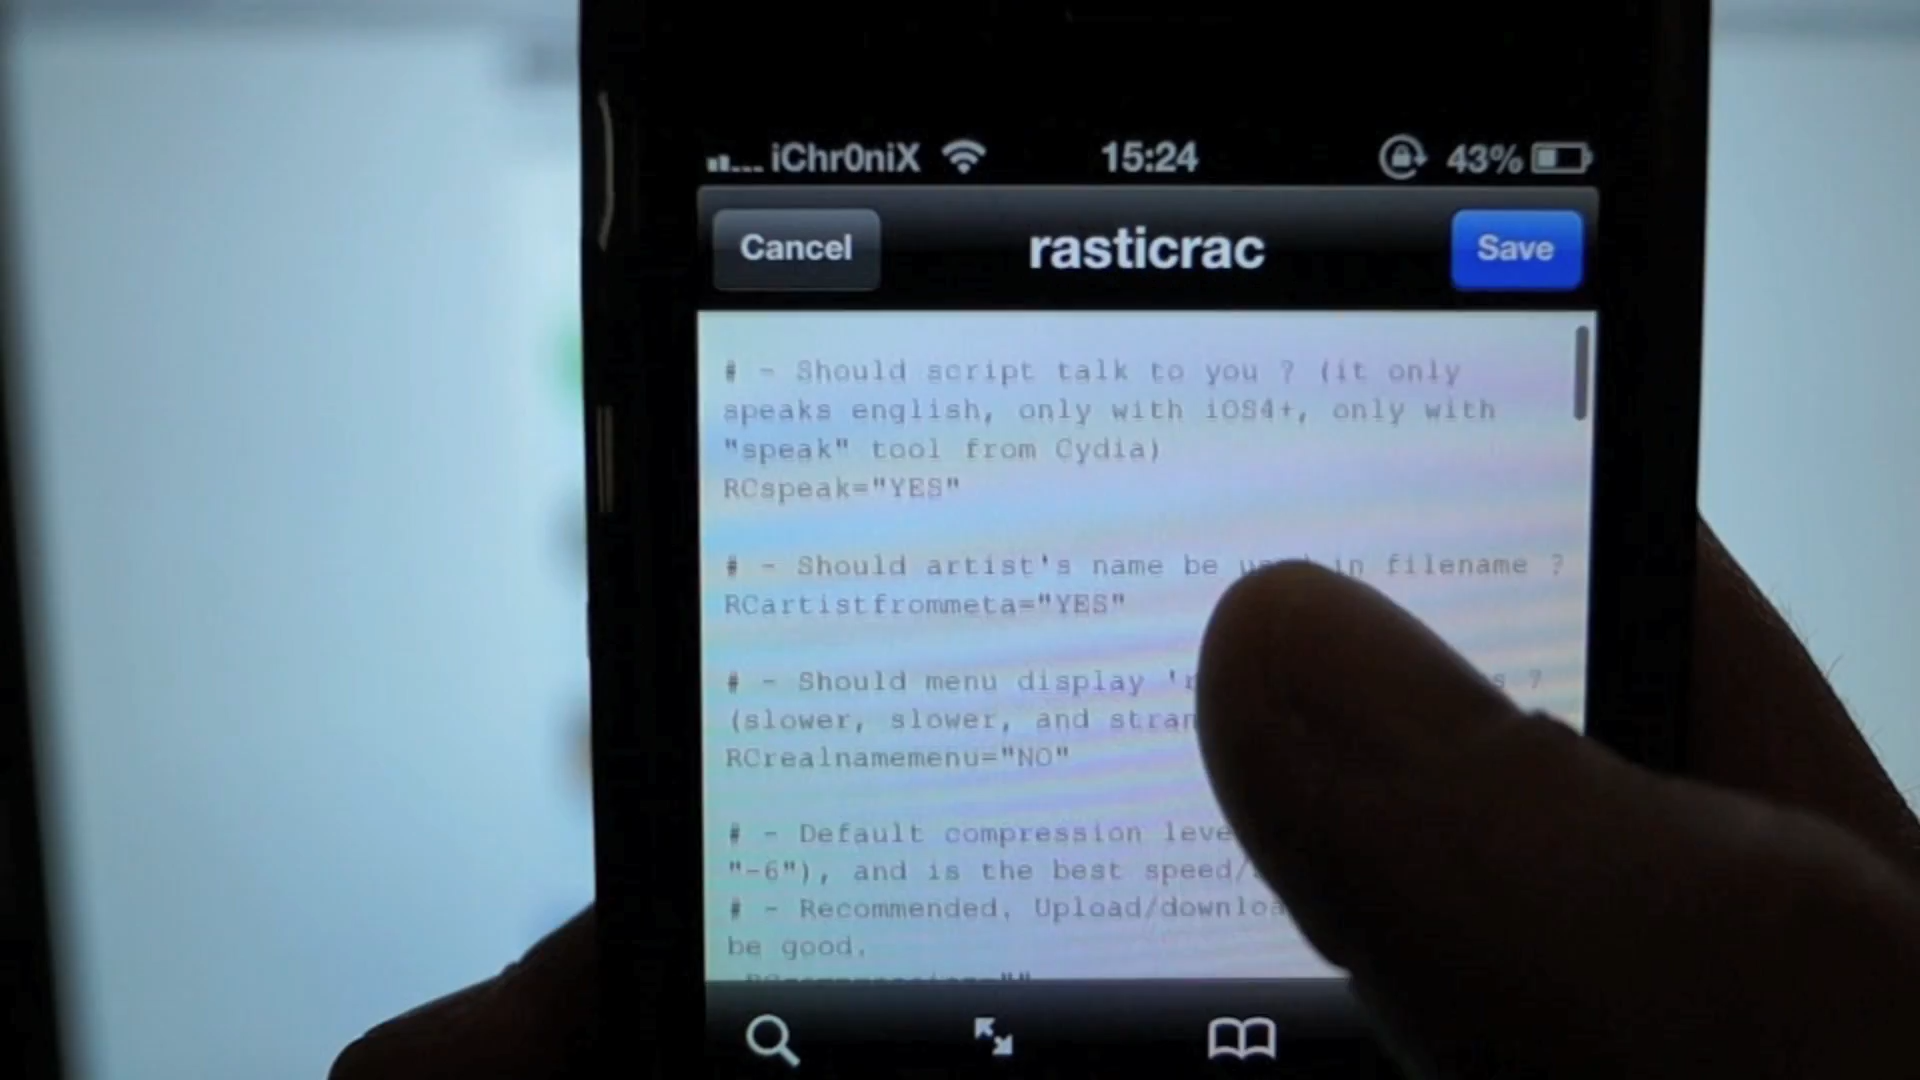 iChr0niX 15:24 43%
Cancel rasticrac Save
# - Should script talk to you ? (it only
speaks english, only with iOS4+, only with
"speak" tool from Cydia)
RCspeak="YES"
# - Should artist's name be in filename ?
RCartistfrommeta="YES"
# - Should menu display
(slower, slower, and
RCrealnamemenu="NO"
# - Default compression
"-6"), and is the best speed/
# - Recommended. Upload/
be good.